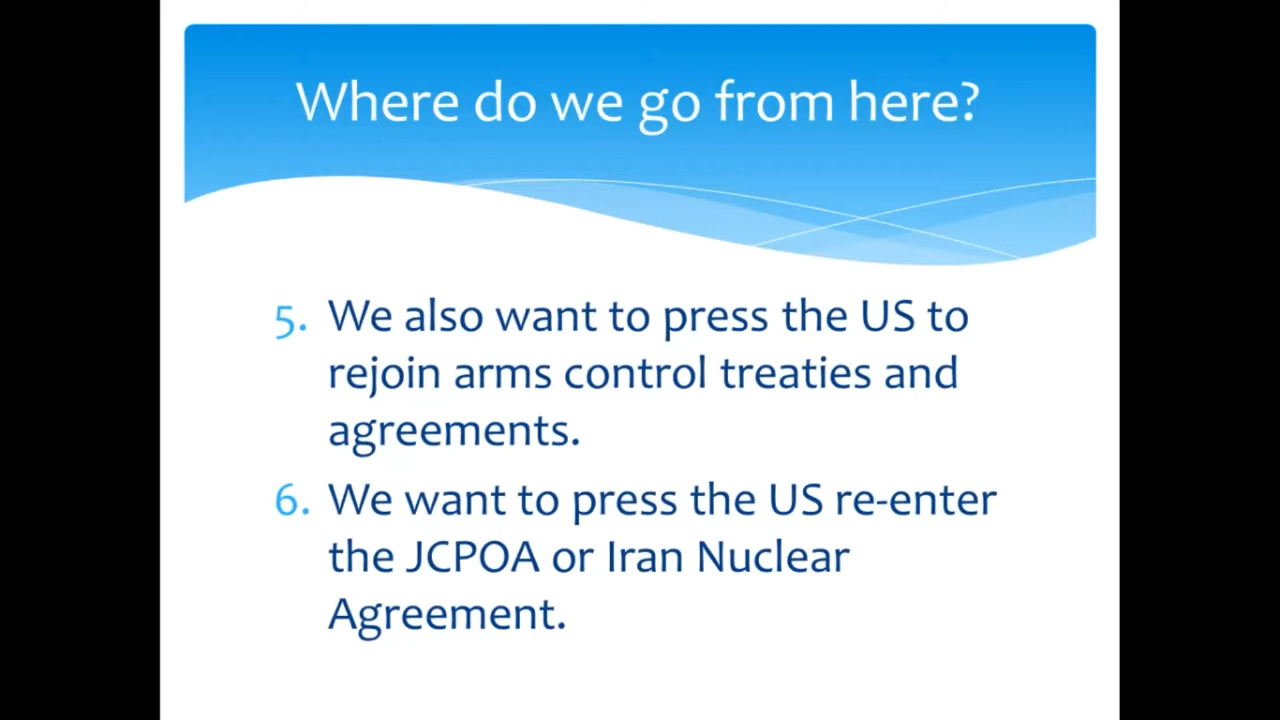 Where do we go from here?
5. We also want to press the US to
rejoin arms control treaties and
agreements.
6. We want to press the US re-enter
the JCPOA or Iran Nuclear
Agreement.